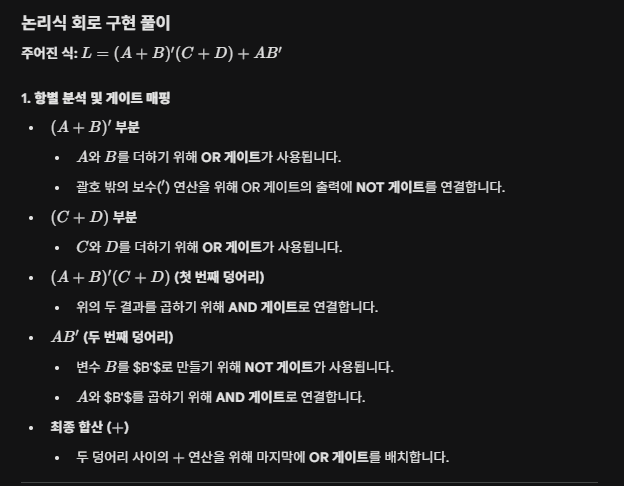 논리식 회로 구현 풀이
주어진 식: L = (A + B)′(C + D) + AB′
1. 항별 분석 및 게이트 매핑
• (A + B)′ 부분
• A와 B를 더하기 위해 OR 게이트가 사용됩니다.
• 괄호 밖의 보수(′) 연산을 위해 OR 게이트의 출력에 NOT 게이트를 연결합니다.
• (C + D) 부분
• C와 D를 더하기 위해 OR 게이트가 사용됩니다.
• (A + B)′(C + D) (첫 번째 덩어리)
• 위의 두 결과를 곱하기 위해 AND 게이트로 연결합니다.
• AB′ (두 번째 덩어리)
• 변수 B를 $B'$로 만들기 위해 NOT 게이트가 사용됩니다.
• A와 $B'$를 곱하기 위해 AND 게이트로 연결합니다.
• 최종 합산 (+)
• 두 덩어리 사이의 + 연산을 위해 마지막에 OR 게이트를 배치합니다.